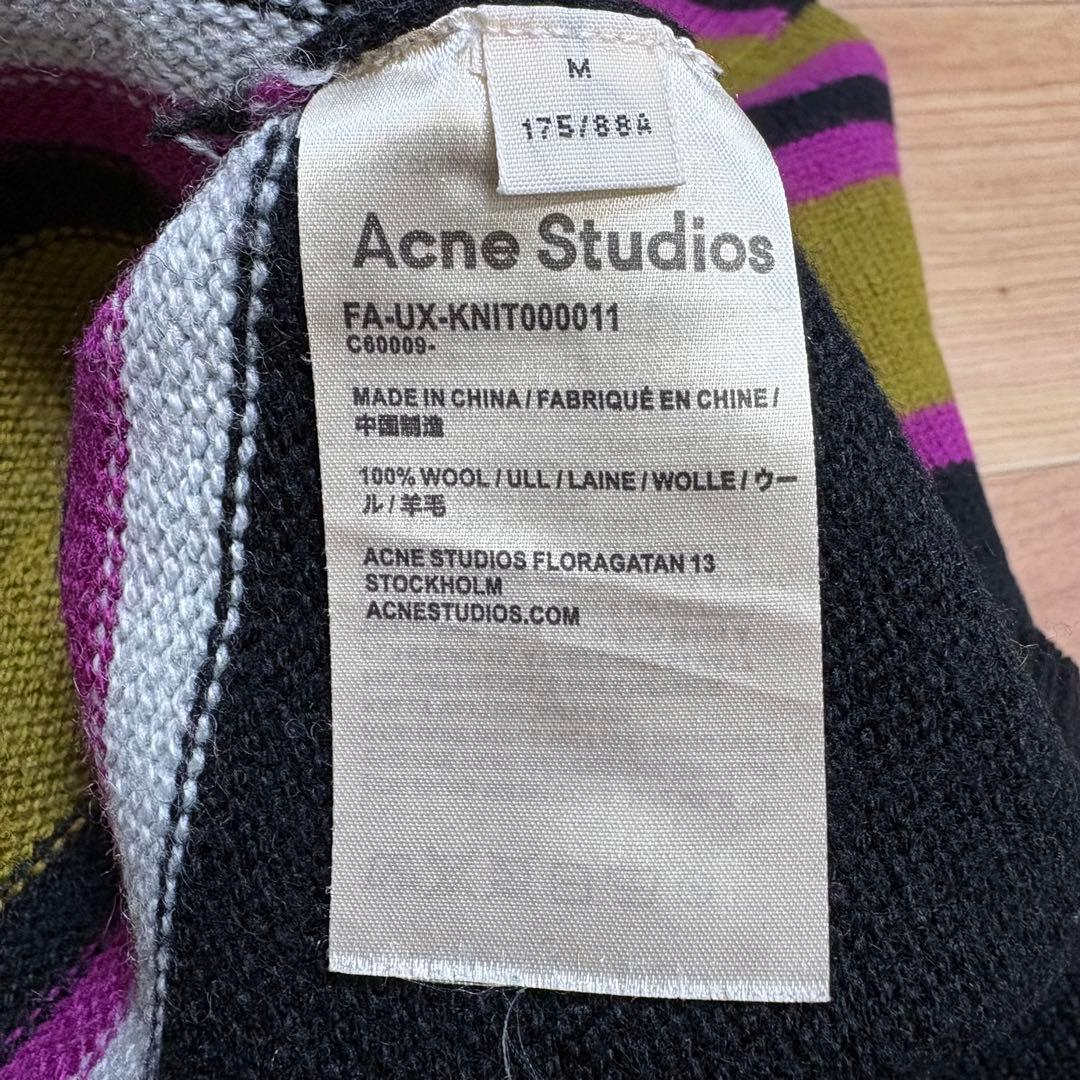 M
175/88A
Acne Studios
FA-UX-KNIT000011
C60009-
MADE IN CHINA / FABRIQUÉ EN CHINE /
中国制造
100% WOOL / ULL / LAINE / WOLLE / ウー
ル / 羊毛
ACNE STUDIOS FLORAGATAN 13
STOCKHOLM
ACNESTUDIOS.COM